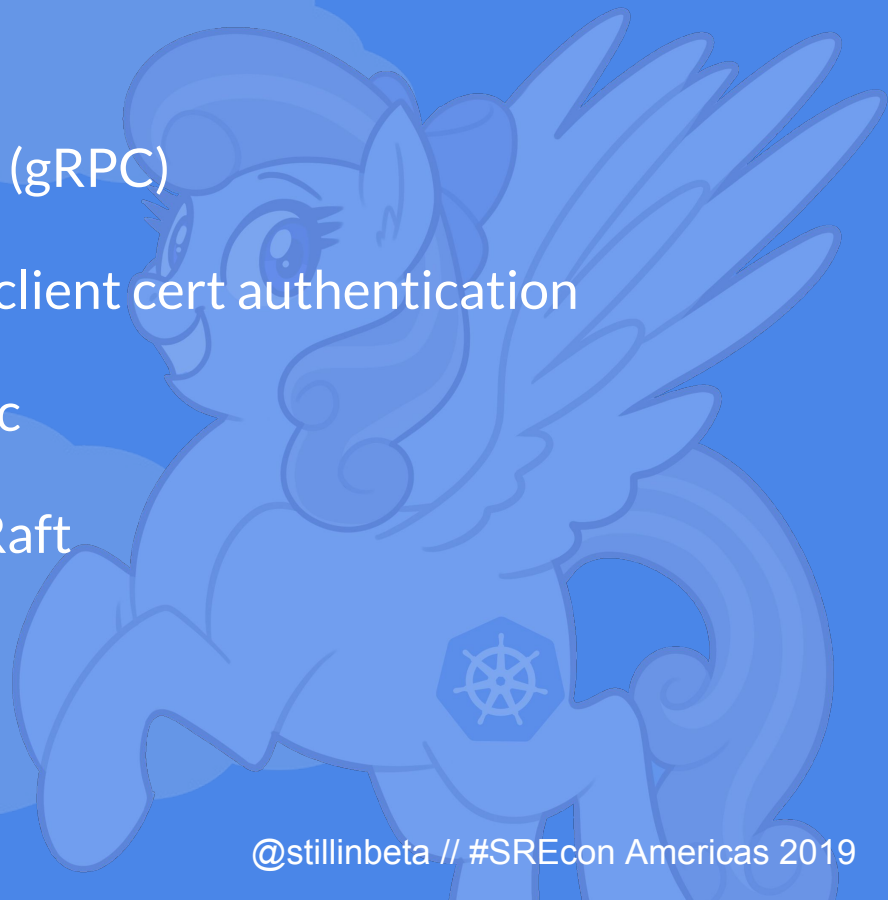 (gRPC)
client cert authentication
c
Raft
@stillinbeta // #SREcon Americas 2019